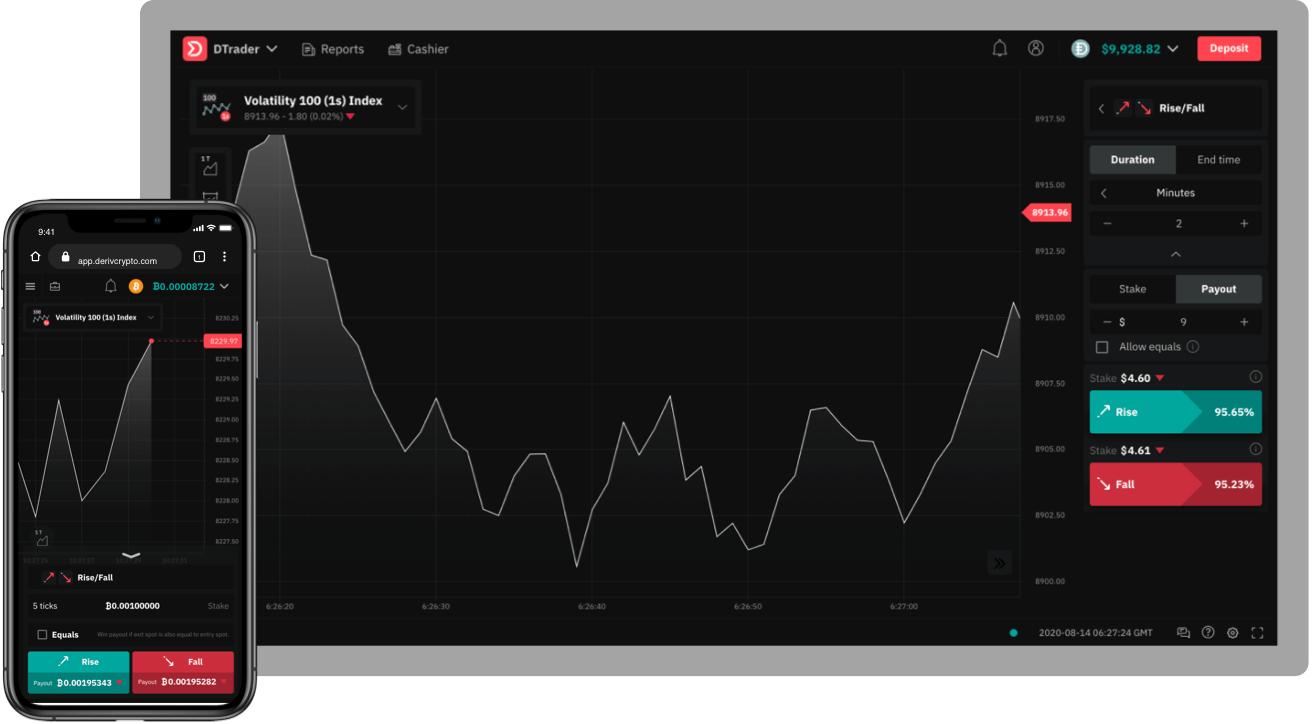 DTrader
Reports
Cashier
$9,928.82
Deposit
100
1s
Volatility 100 (1s) Index
8913.96 - 1.80 (0.02%)
1T
8917.50
8915.00
8913.96
8912.50
8910.00
8907.50
8905.00
8902.50
8900.00
6:26:20
6:26:30
6:26:40
6:26:50
6:27:00
2020-08-14 06:27:24 GMT
Rise/Fall
Duration
End time
Minutes
− 2 +
Stake
Payout
− $ 9 +
Allow equals
Stake $4.60
Rise 95.65%
Stake $4.61
Fall 95.23%
9:41
app.derivcrypto.com
₿0.00008722
100
Volatility 100 (1s) Index
8230.25
8229.97
8229.75
8229.50
8229.25
8229.00
8228.75
8228.50
8228.25
8228.00
8227.75
8227.50
1T
Rise/Fall
5 ticks
₿0.00100000
Stake
Equals
Win payout if exit spot is also equal to entry spot.
Rise
Fall
Payout ₿0.00195343
Payout ₿0.00195282